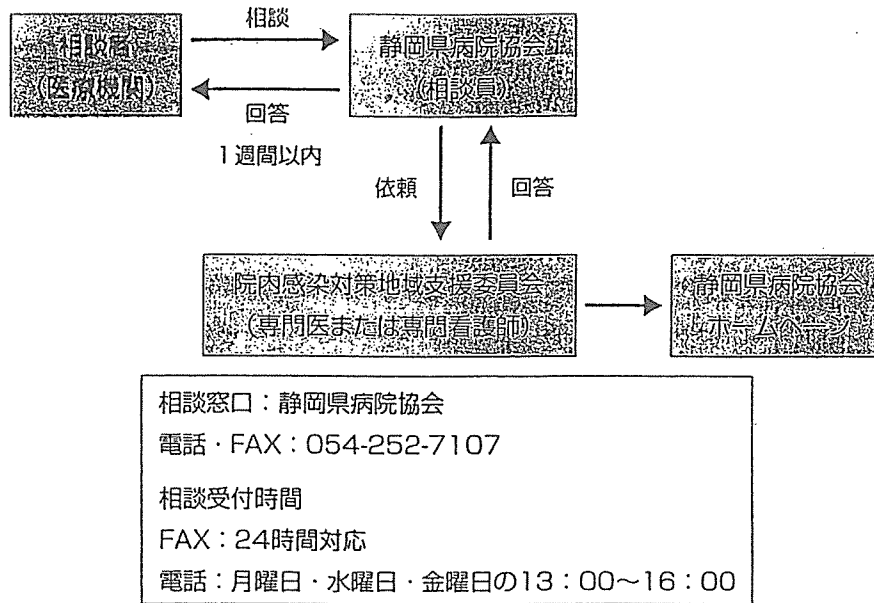 相談
相談者
(医療機関)
静岡県病院協会
(相談員)
回答
1週間以内
依頼
回答
院内感染対策地域支援委員会
(専門医または専門看護師)
静岡県病院協会
ホームページ
相談窓口:静岡県病院協会
電話・FAX:054-252-7107
相談受付時間
FAX:24時間対応
電話:月曜日・水曜日・金曜日の13:00~16:00